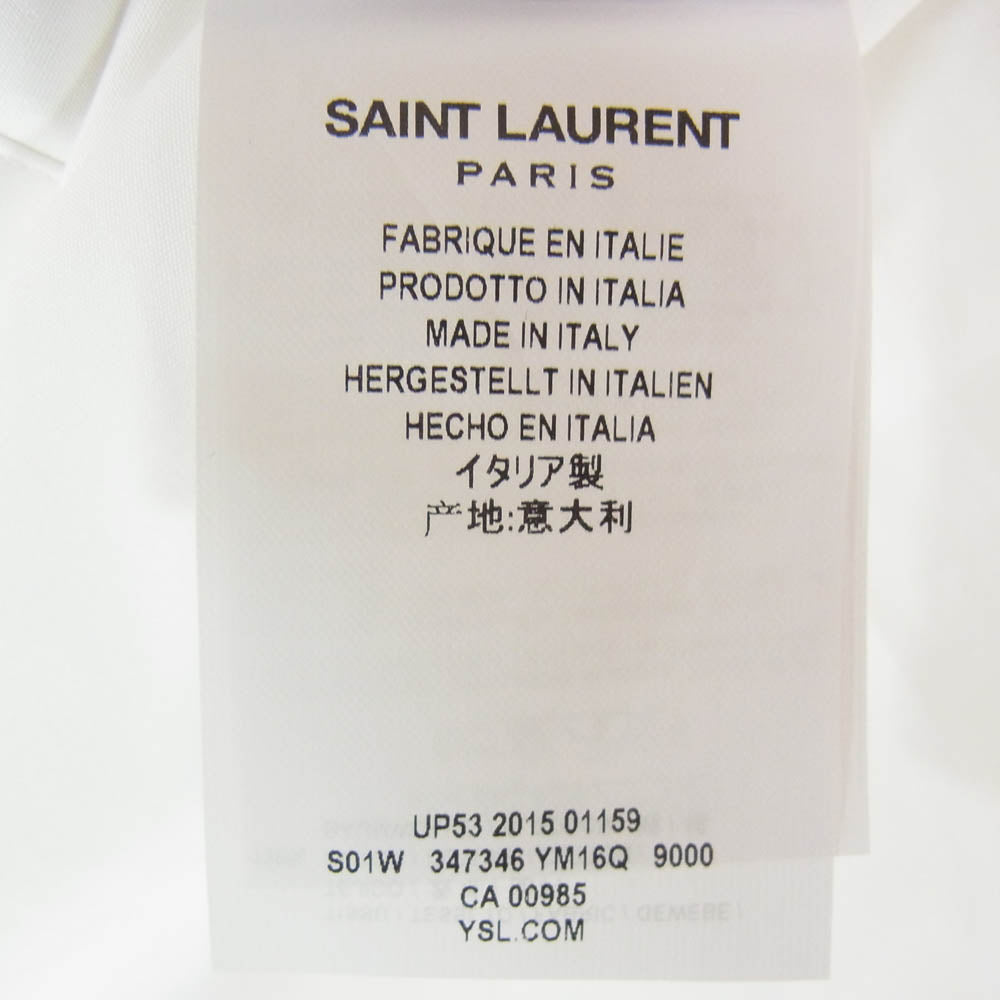 SAINT LAURENT
PARIS
FABRIQUE EN ITALIE
PRODOTTO IN ITALIA
MADE IN ITALY
HERGESTELLT IN ITALIEN
HECHO EN ITALIA
イタリア製
产地:意大利
UP53 2015 01159
S01W 347346 YM16Q 9000
CA 00985
YSL.COM